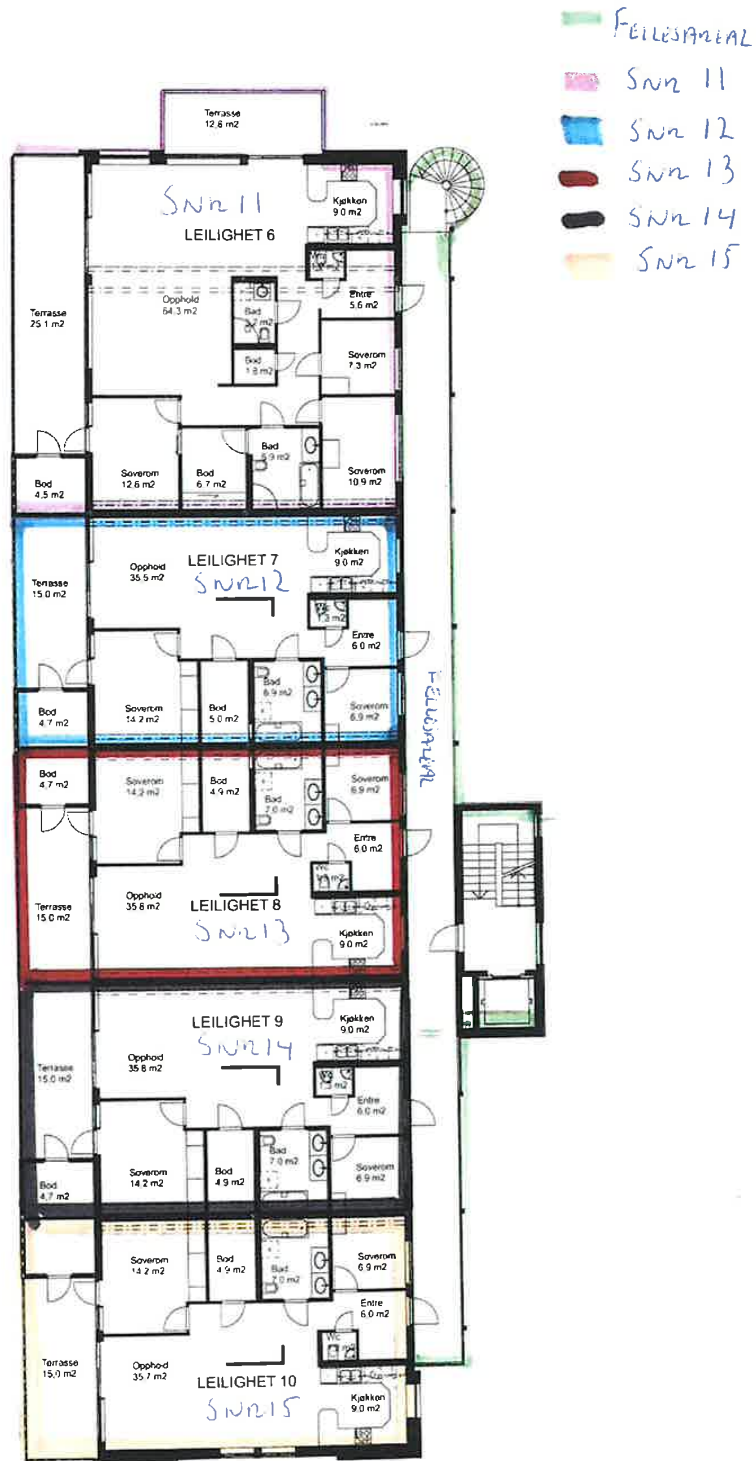 FELLESAREAL
SNR 11
SNR 12
SNR 13
SNR 14
SNR 15
Terrasse
12,6 m2
SNR 11
LEILIGHET 6
Kjøkken
9.0 m2
Terrasse
25.1 m2
Opphold
64.3 m2
Bad
Entre
5.6 m2
Bod
1.8 m2
Soverom
7.3 m2
Soverom
12.6 m2
Bod
6.7 m2
Bad
6.9 m2
Soverom
10.9 m2
Bod
4.5 m2
LEILIGHET 7
SNR 12
Opphold
35.5 m2
Kjøkken
9.0 m2
Terrasse
15.0 m2
Entre
6.0 m2
Soverom
14.2 m2
Bod
5.0 m2
Bad
6.9 m2
Soverom
6.9 m2
Bod
4.7 m2
FELLESAREAL
Bod
4.7 m2
Soverom
14.2 m2
Bod
4.9 m2
Bad
7.0 m2
Soverom
6.9 m2
Entre
6.0 m2
Wc
Terrasse
15.0 m2
Opphold
35.8 m2
LEILIGHET 8
SNR 13
Kjøkken
9.0 m2
LEILIGHET 9
SNR 14
Kjøkken
9.0 m2
Terrasse
15.0 m2
Opphold
35.8 m2
Entre
6.0 m2
Soverom
14.2 m2
Bod
4.9 m2
Bad
7.0 m2
Soverom
6.9 m2
Bod
4.7 m2
Soverom
14.2 m2
Bod
4.9 m2
Bad
7.0 m2
Soverom
6.9 m2
Entre
6.0 m2
Wc
Terrasse
15.0 m2
Opphold
35.7 m2
LEILIGHET 10
SNR 15
Kjøkken
9.0 m2